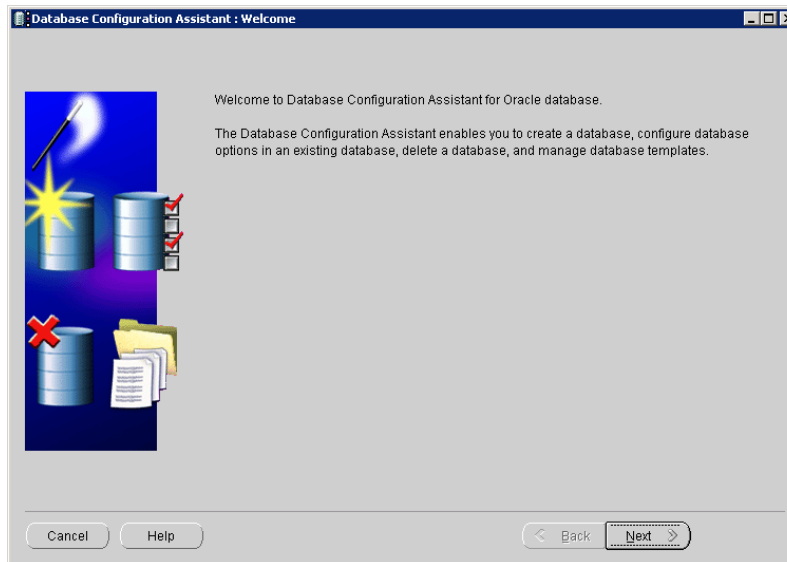 Database Configuration Assistant : Welcome
Welcome to Database Configuration Assistant for Oracle database.
The Database Configuration Assistant enables you to create a database, configure database
options in an existing database, delete a database, and manage database templates.
Cancel
Help
Back
Next